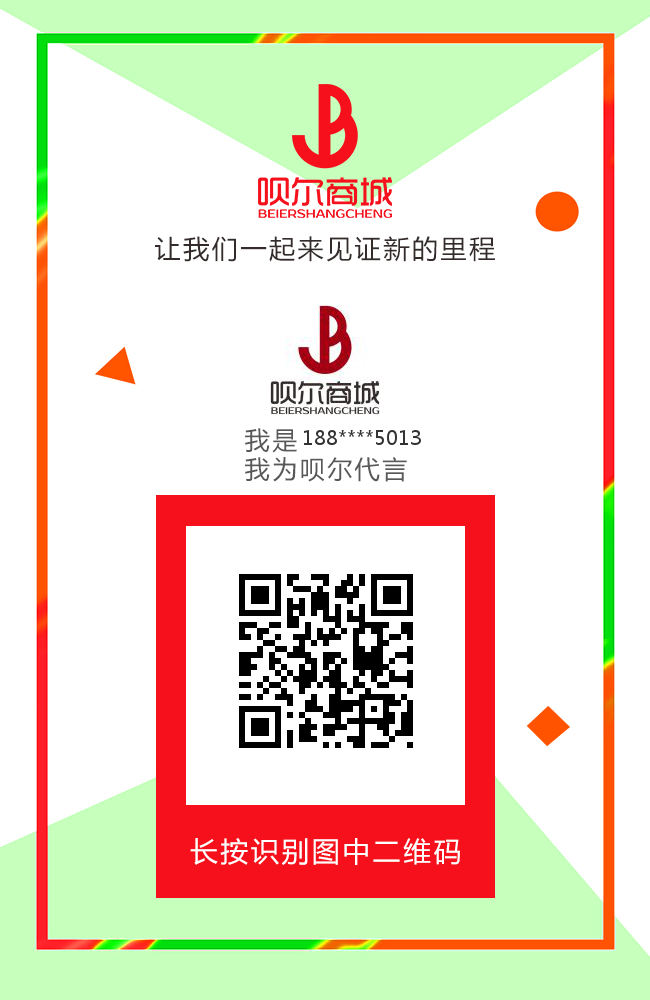 呗尔商城
BEIERSHANGCHENG
让我们一起来见证新的里程
呗尔商城
BEIERSHANGCHENG
我是 188****5013
我为呗尔代言
长按识别图中二维码